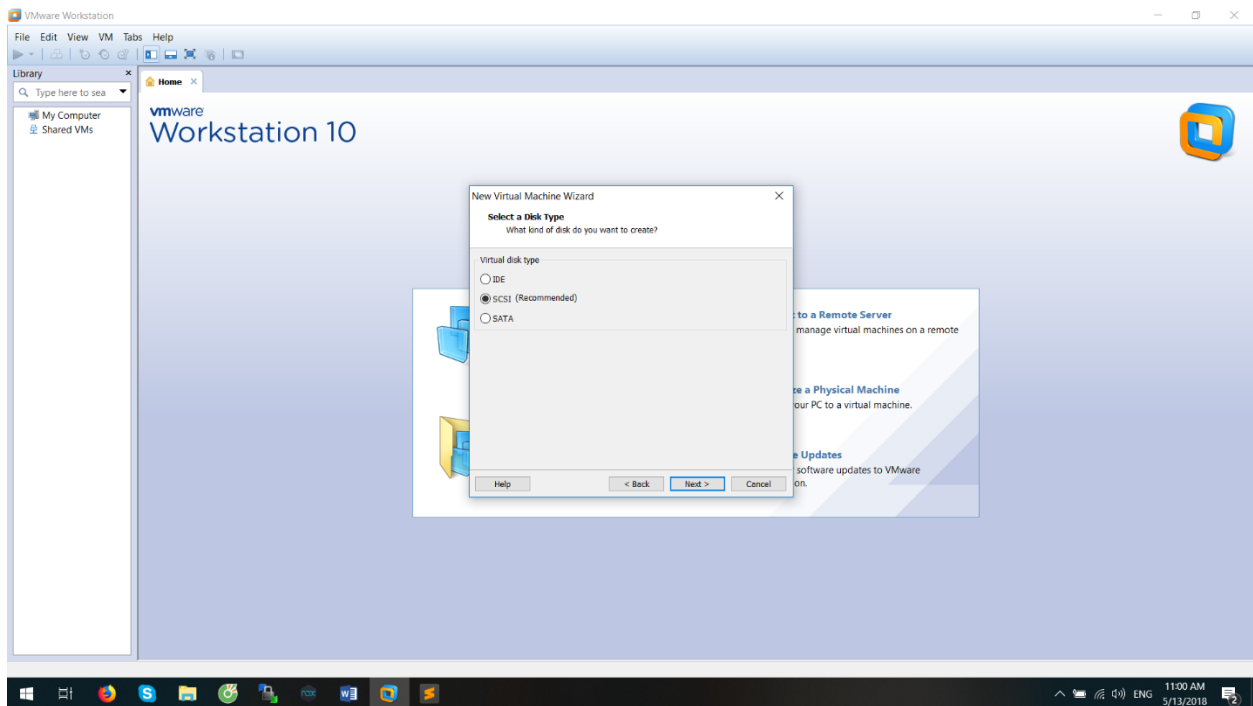 VMware Workstation
File Edit View VM Tabs Help
Library
Type here to sea
My Computer
Shared VMs
Home
vmware
Workstation 10
New Virtual Machine Wizard
Select a Disk Type
What kind of disk do you want to create?
Virtual disk type
IDE
SCSI (Recommended)
SATA
Help
< Back
Next >
Cancel
to a Remote Server
manage virtual machines on a remote
e a Physical Machine
our PC to a virtual machine.
e Updates
software updates to VMware
on.
ENG
11:00 AM
5/13/2018
2